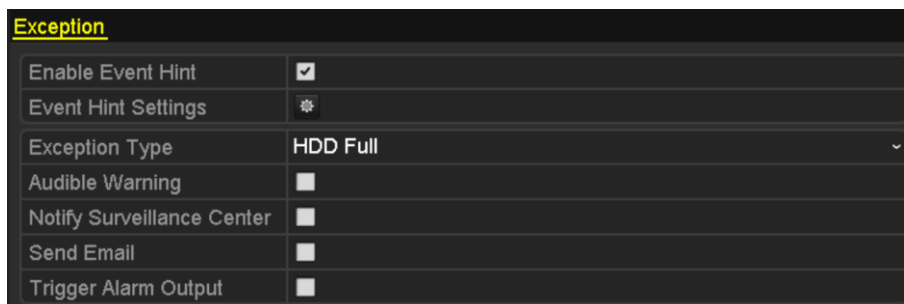 Exception
Enable Event Hint
Event Hint Settings
Exception Type HDD Full
Audible Warning
Notify Surveillance Center
Send Email
Trigger Alarm Output